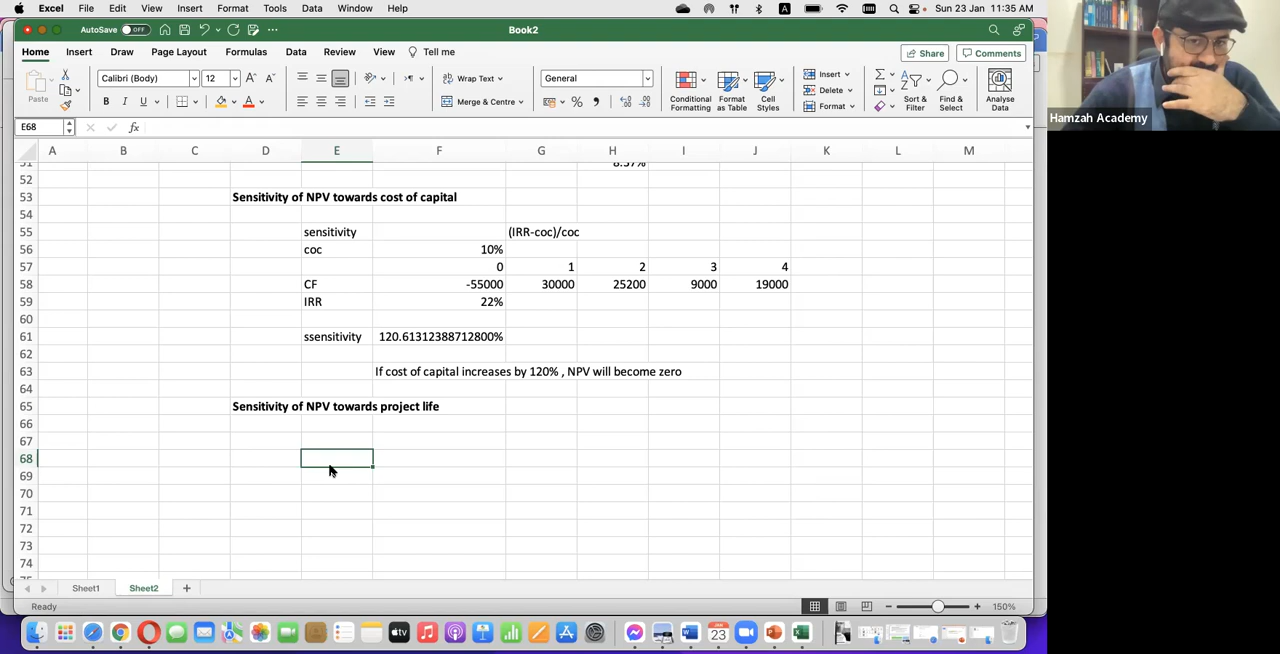 Excel File Edit View Insert Format Tools Data Window Help Sun 23 Jan 11:35 AM
AutoSave OFF Book2
Home Insert Draw Page Layout Formulas Data Review View Tell me Share Comments
Paste Calibri (Body) 12 Wrap Text General Insert
Delete
B I U Merge & Centre Conditional Formatting Format as Table Cell Styles Format Sort & Filter Find & Select Analyse Data
Hamzah Academy
E68 fx
A B C D E F G H I J K L M
51 8.57%
52
53 Sensitivity of NPV towards cost of capital
54
55 sensitivity (IRR-coc)/coc
56 coc 10%
57 0 1 2 3 4
58 CF -55000 30000 25200 9000 19000
59 IRR 22%
60
61 ssensitivity 120.61312388712800%
62
63 If cost of capital increases by 120% , NPV will become zero
64
65 Sensitivity of NPV towards project life
66
67
68
69
70
71
72
73
74
Sheet1 Sheet2
Ready 150%